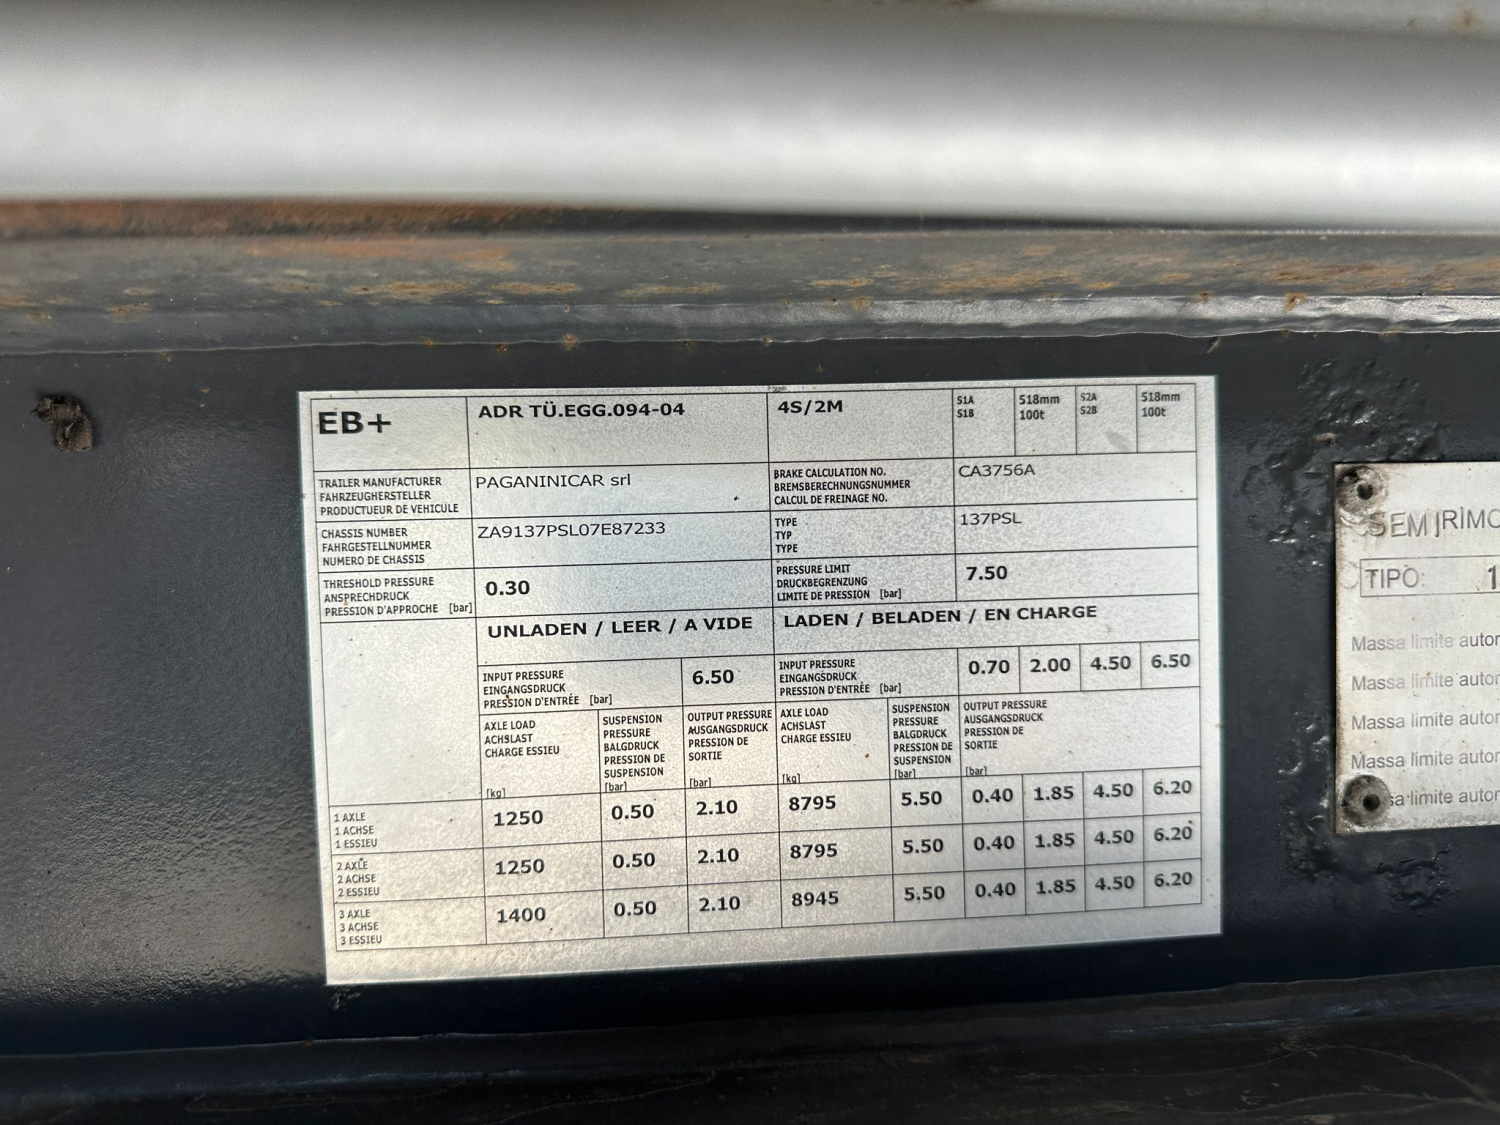 EB+
ADR TÜ.EGG.094-04
4S/2M
S1A
S1B
518mm
100t
S2A
S2B
518mm
100t
TRAILER MANUFACTURER
FAHRZEUGHERSTELLER
PRODUCTUEUR DE VEHICULE
PAGANINICAR srl
BRAKE CALCULATION NO.
BREMSBERECHNUNGSNUMMER
CALCUL DE FREINAGE NO.
CA3756A
CHASSIS NUMBER
FAHRGESTELLNUMMER
NUMERO DE CHASSIS
ZA9137PSL07E87233
TYPE
TYP
TYPE
137PSL
THRESHOLD PRESSURE
ANSPRECHDRUCK
PRESSION D'APPROCHE [bar]
0.30
PRESSURE LIMIT
DRUCKBEGRENZUNG
LIMITE DE PRESSION [bar]
7.50
UNLADEN / LEER / A VIDE
LADEN / BELADEN / EN CHARGE
INPUT PRESSURE
EINGANGSDRUCK
PRESSION D'ENTRÉE [bar]
6.50
INPUT PRESSURE
EINGANGSDRUCK
PRESSION D'ENTRÉE [bar]
0.70 2.00 4.50 6.50
AXLE LOAD
ACHSLAST
CHARGE ESSIEU
[kg]
SUSPENSION
PRESSURE
BALGDRUCK
PRESSION DE
SUSPENSION
[bar]
OUTPUT PRESSURE
AUSGANGSDRUCK
PRESSION DE
SORTIE
[bar]
AXLE LOAD
ACHSLAST
CHARGE ESSIEU
[kg]
SUSPENSION
PRESSURE
BALGDRUCK
PRESSION DE
SUSPENSION
[bar]
OUTPUT PRESSURE
AUSGANGSDRUCK
PRESSION DE
SORTIE
[bar]
1 AXLE
1 ACHSE
1 ESSIEU
1250 0.50 2.10 8795 5.50 0.40 1.85 4.50 6.20
2 AXLE
2 ACHSE
2 ESSIEU
1250 0.50 2.10 8795 5.50 0.40 1.85 4.50 6.20
3 AXLE
3 ACHSE
3 ESSIEU
1400 0.50 2.10 8945 5.50 0.40 1.85 4.50 6.20
SEMIRIMO
TIPO: 1
Massa limite autor
Massa limite autor
Massa limite autor
Massa limite autor
sa limite autor